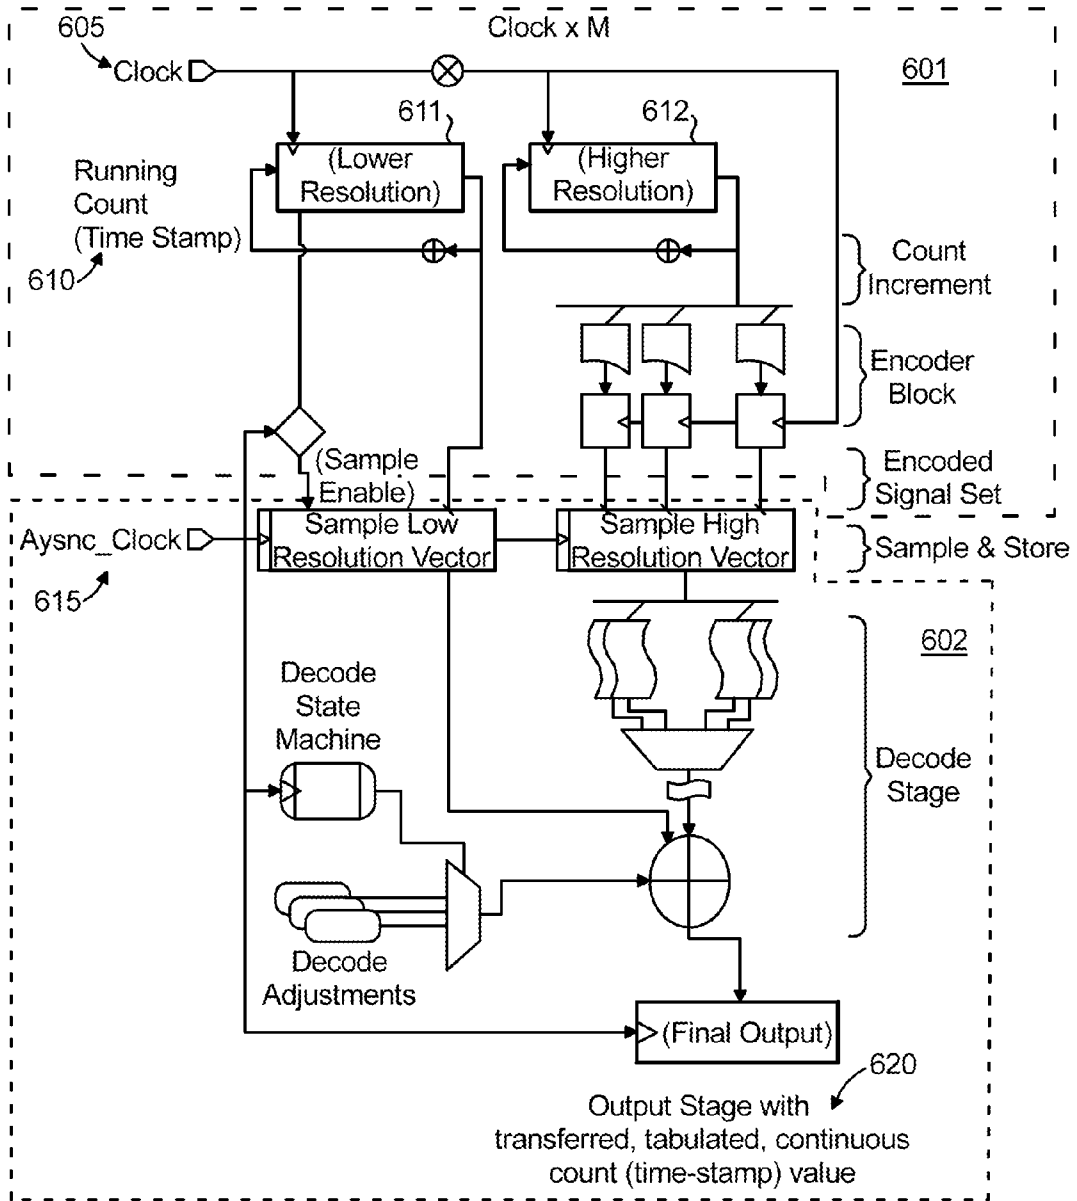 605
Clock x M
Clock
601
611
612
(Lower
Resolution)
(Higher
Resolution)
Running
Count
(Time Stamp)
610
Count
Increment
Encoder
Block
(Sample
Enable)
Encoded
Signal Set
Aysnc_Clock
Sample Low
Resolution Vector
Sample High
Resolution Vector
Sample & Store
615
602
Decode
State
Machine
Decode
Stage
Decode
Adjustments
(Final Output)
620
Output Stage with
transferred, tabulated, continuous
count (time-stamp) value